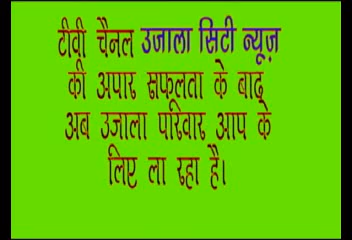 टीवी चैनल उजाला सिटी न्यूज़
की अपार सफलता के बाद
अब उजाला परिवार आप के
लिए ला रहा है।